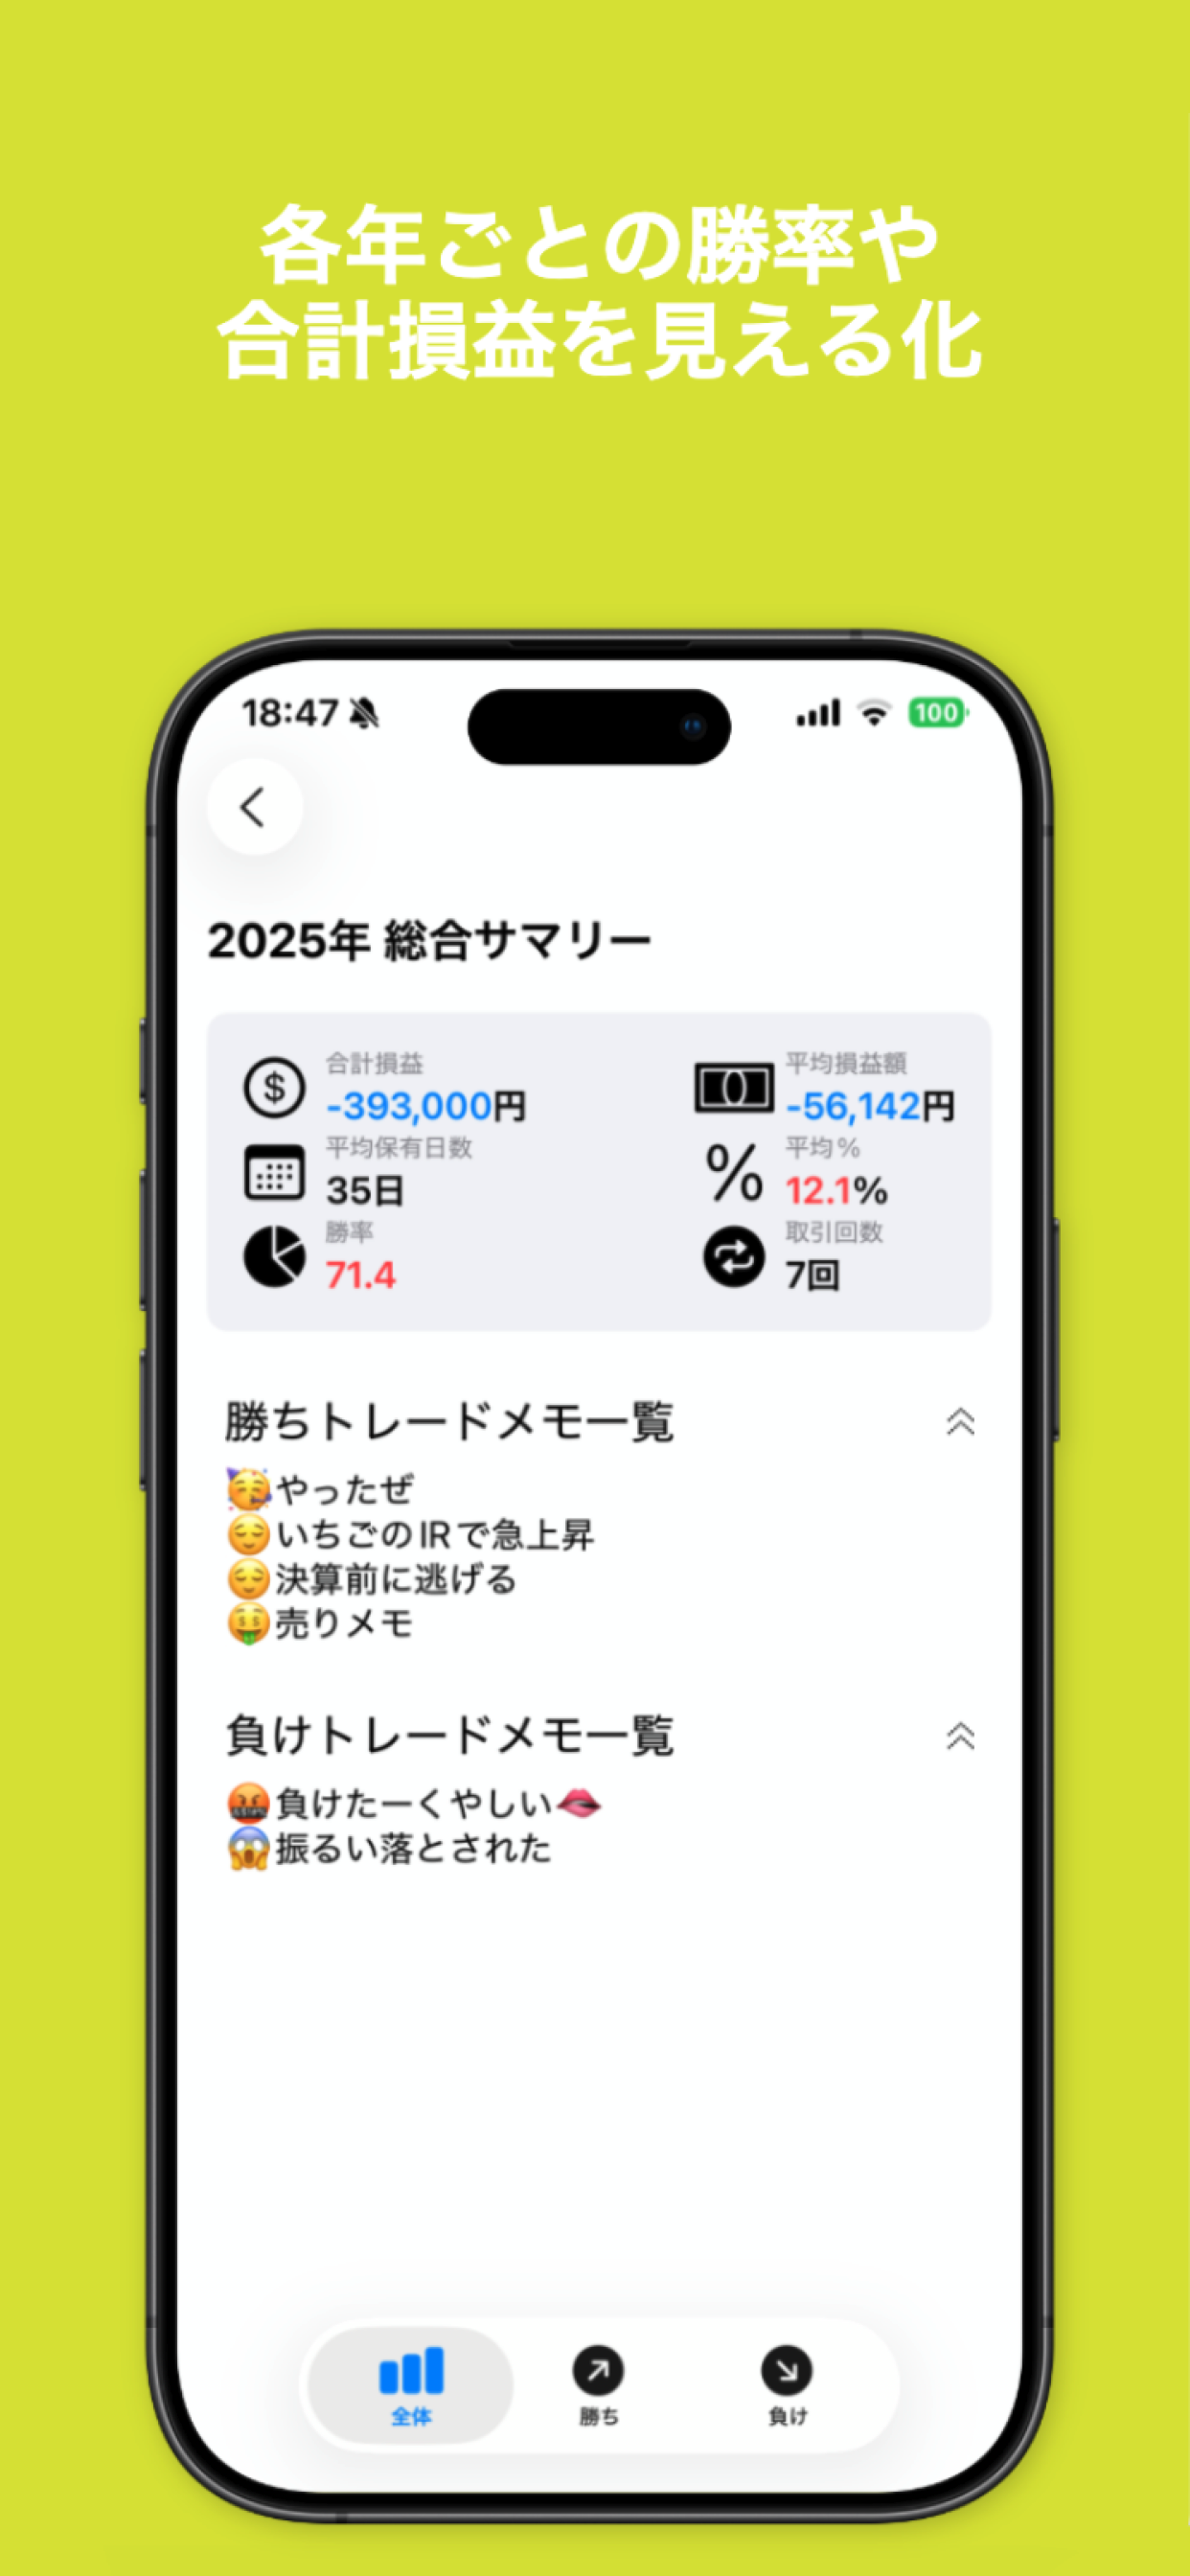 各年ごとの勝率や
合計損益を見える化
18:47
100
2025年 総合サマリー
合計損益
-393,000円
平均損益額
-56,142円
平均保有日数
35日
平均%
12.1%
勝率
71.4
取引回数
7回
勝ちトレードメモ一覧
🥳やったぜ
😌いちごのIRで急上昇
😌決算前に逃げる
🤑売りメモ
負けトレードメモ一覧
🤬負けたーくやしい🫦
😱振るい落とされた
全体
勝ち
負け